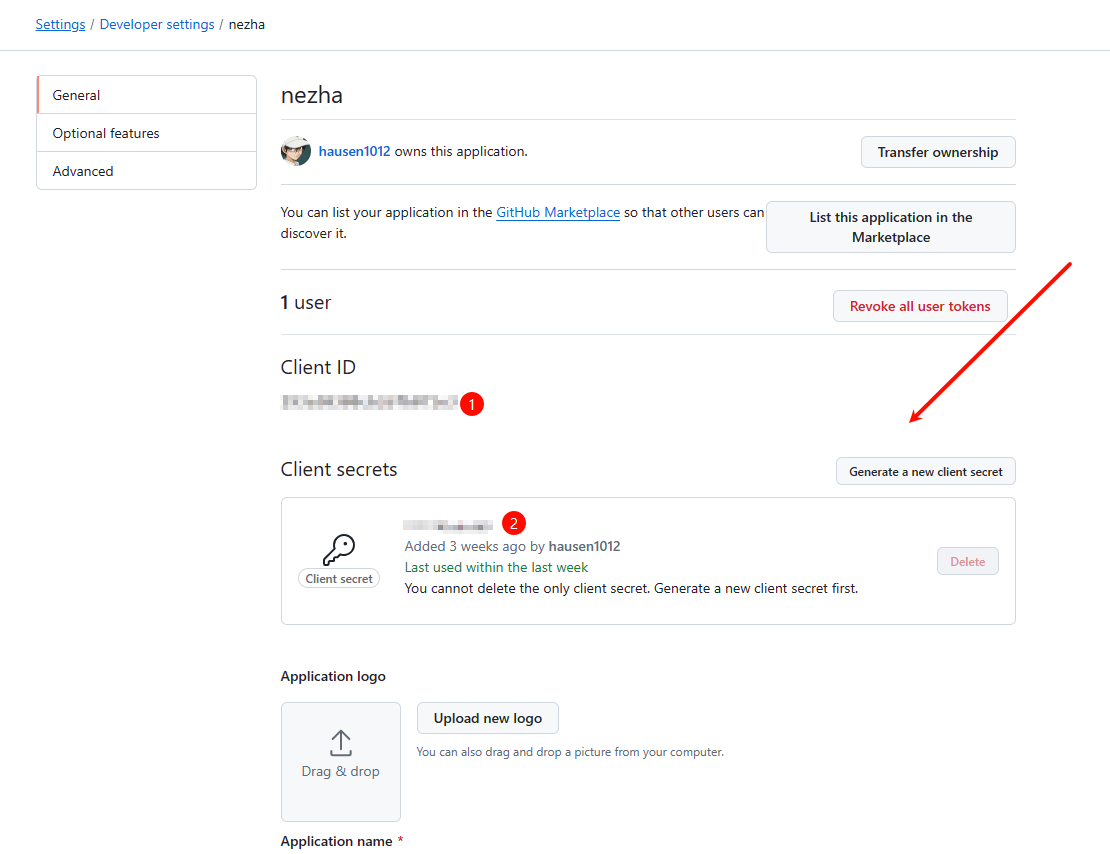 Settings / Developer settings / nezha
General
Optional features
Advanced
nezha
hausen1012 owns this application.
Transfer ownership
You can list your application in the GitHub Marketplace so that other users can
discover it.
List this application in the
Marketplace
1 user
Revoke all user tokens
Client ID
1
Client secrets
Generate a new client secret
2
Added 3 weeks ago by hausen1012
Last used within the last week
You cannot delete the only client secret. Generate a new client secret first.
Client secret
Delete
Application logo
Drag & drop
Upload new logo
You can also drag and drop a picture from your computer.
Application name *